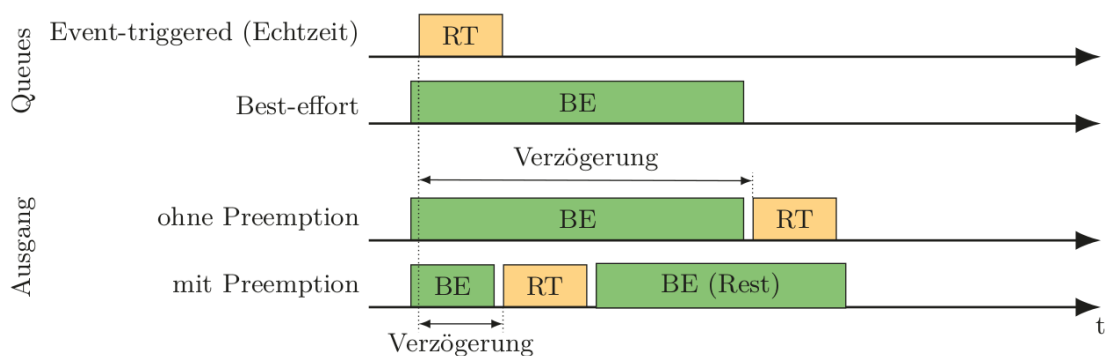 Queues
Event-triggered (Echtzeit)
RT
Best-effort
BE
Verzögerung
Ausgang
ohne Preemption
BE
RT
mit Preemption
BE
RT
BE (Rest)
t
Verzögerung